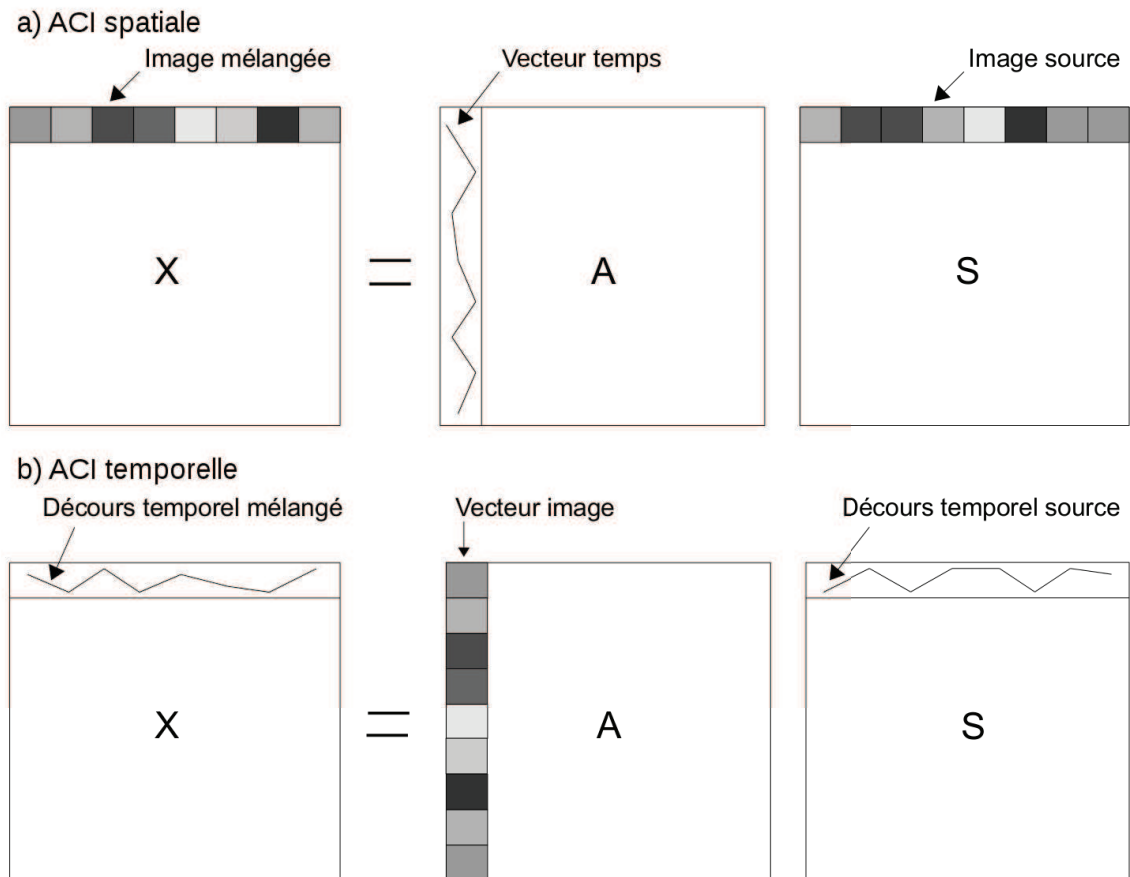 a) ACI spatiale
Image mélangée
Vecteur temps
Image source
X
=
A
S
b) ACI temporelle
Décours temporel mélangé
Vecteur image
Décours temporel source
X
=
A
S